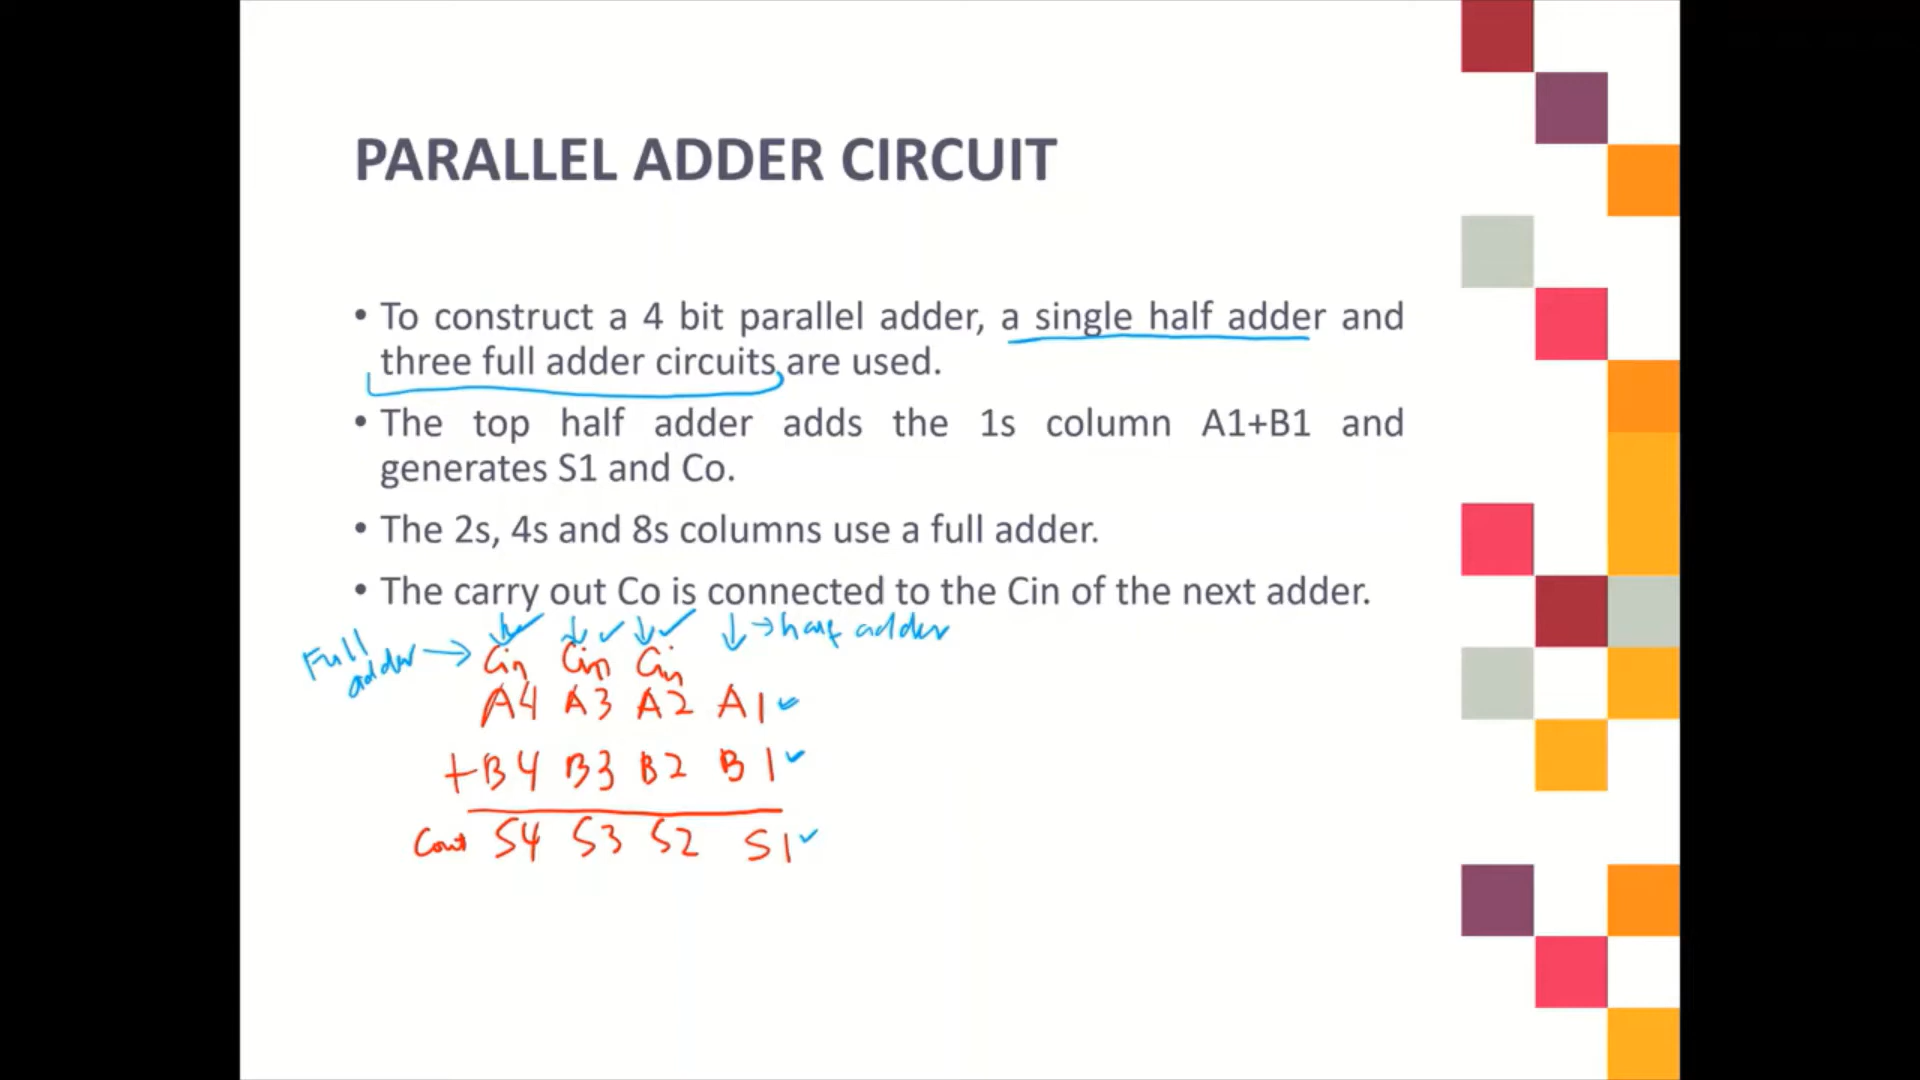 PARALLEL ADDER CIRCUIT
• To construct a 4 bit parallel adder, a single half adder and
three full adder circuits are used.
• The top half adder adds the 1s column A1+B1 and
generates S1 and Co.
• The 2s, 4s and 8s columns use a full adder.
• The carry out Co is connected to the Cin of the next adder.
→ half adder
Full
adder →
Cin Cin Cin
A4 A3 A2 A1
+B4 B3 B2 B1
Cout S4 S3 S2 S1